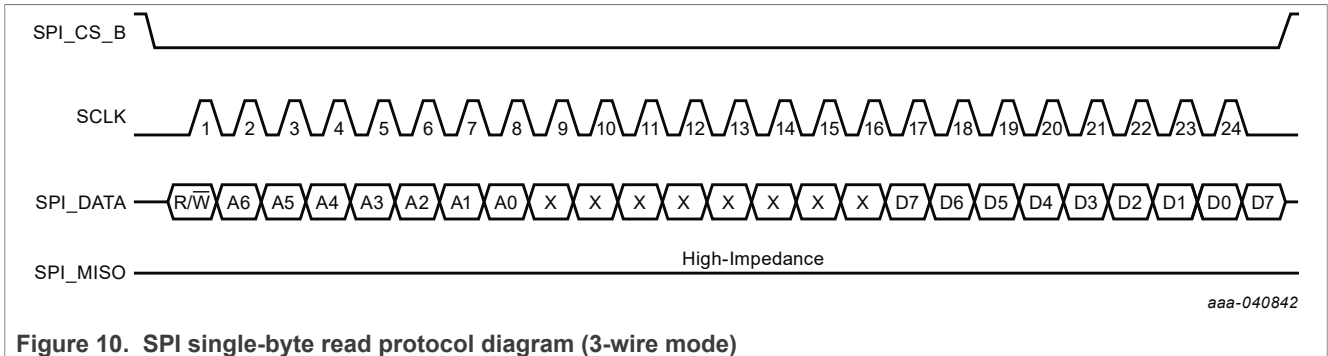 SPI_CS_B
SCLK 1 2 3 4 5 6 7 8 9 10 11 12 13 14 15 16 17 18 19 20 21 22 23 24
SPI_DATA R/W̅ A6 A5 A4 A3 A2 A1 A0 X X X X X X X X D7 D6 D5 D4 D3 D2 D1 D0 D7
High-Impedance
SPI_MISO
aaa-040842
Figure 10. SPI single-byte read protocol diagram (3-wire mode)